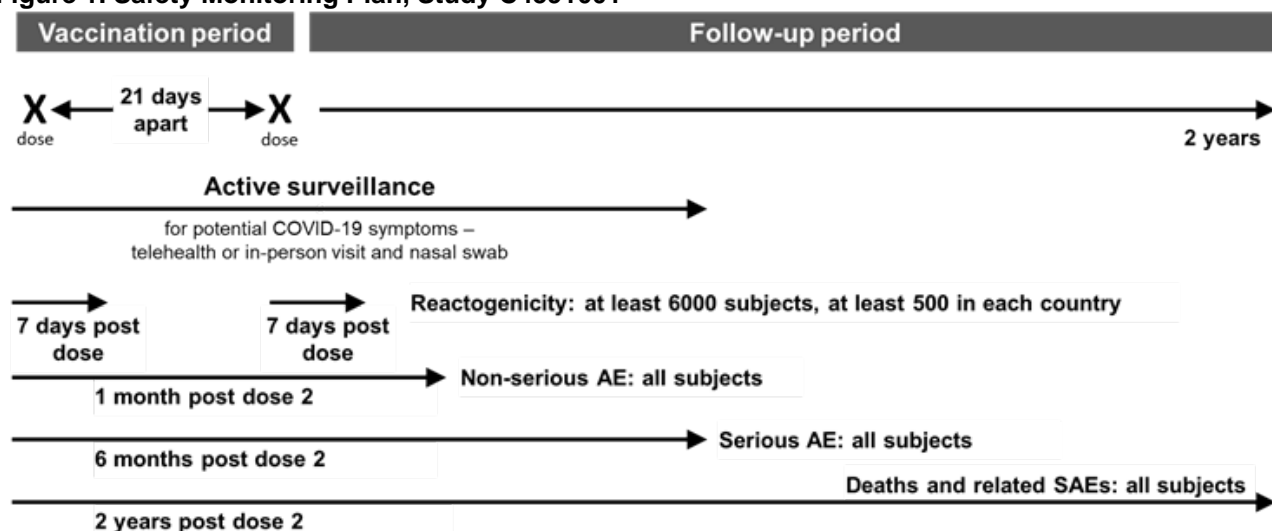 Vaccination period
Follow-up period
X
21 days
apart
X
dose
dose
2 years
Active surveillance
for potential COVID-19 symptoms –
telehealth or in-person visit and nasal swab
Reactogenicity: at least 6000 subjects, at least 500 in each country
7 days post
dose
7 days post
dose
Non-serious AE: all subjects
1 month post dose 2
Serious AE: all subjects
6 months post dose 2
Deaths and related SAEs: all subjects
2 years post dose 2